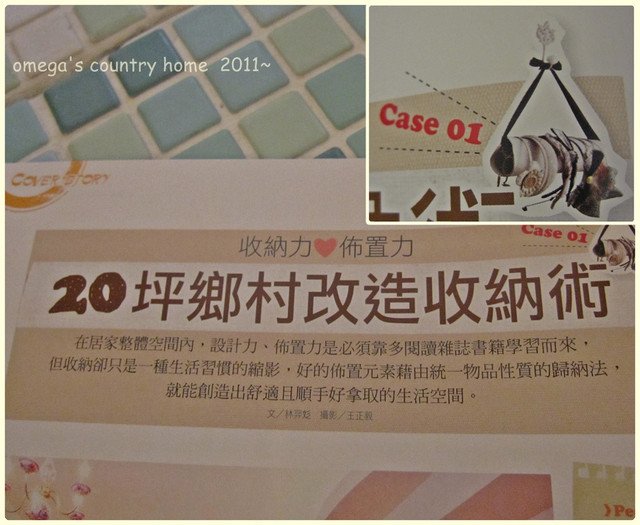 omega's country home 2011~
Case 01
COVER STORY
Case 01
收納力♥佈置力
20坪鄉村改造收納術
在居家整體空間內，設計力、佈置力是必須靠多閱讀雜誌書籍學習而來，
但收納卻只是一種生活習慣的縮影，好的佈置元素藉由統一物品性質的歸納法，
就能創造出舒適且順手好拿取的生活空間。
攝影／王正毅